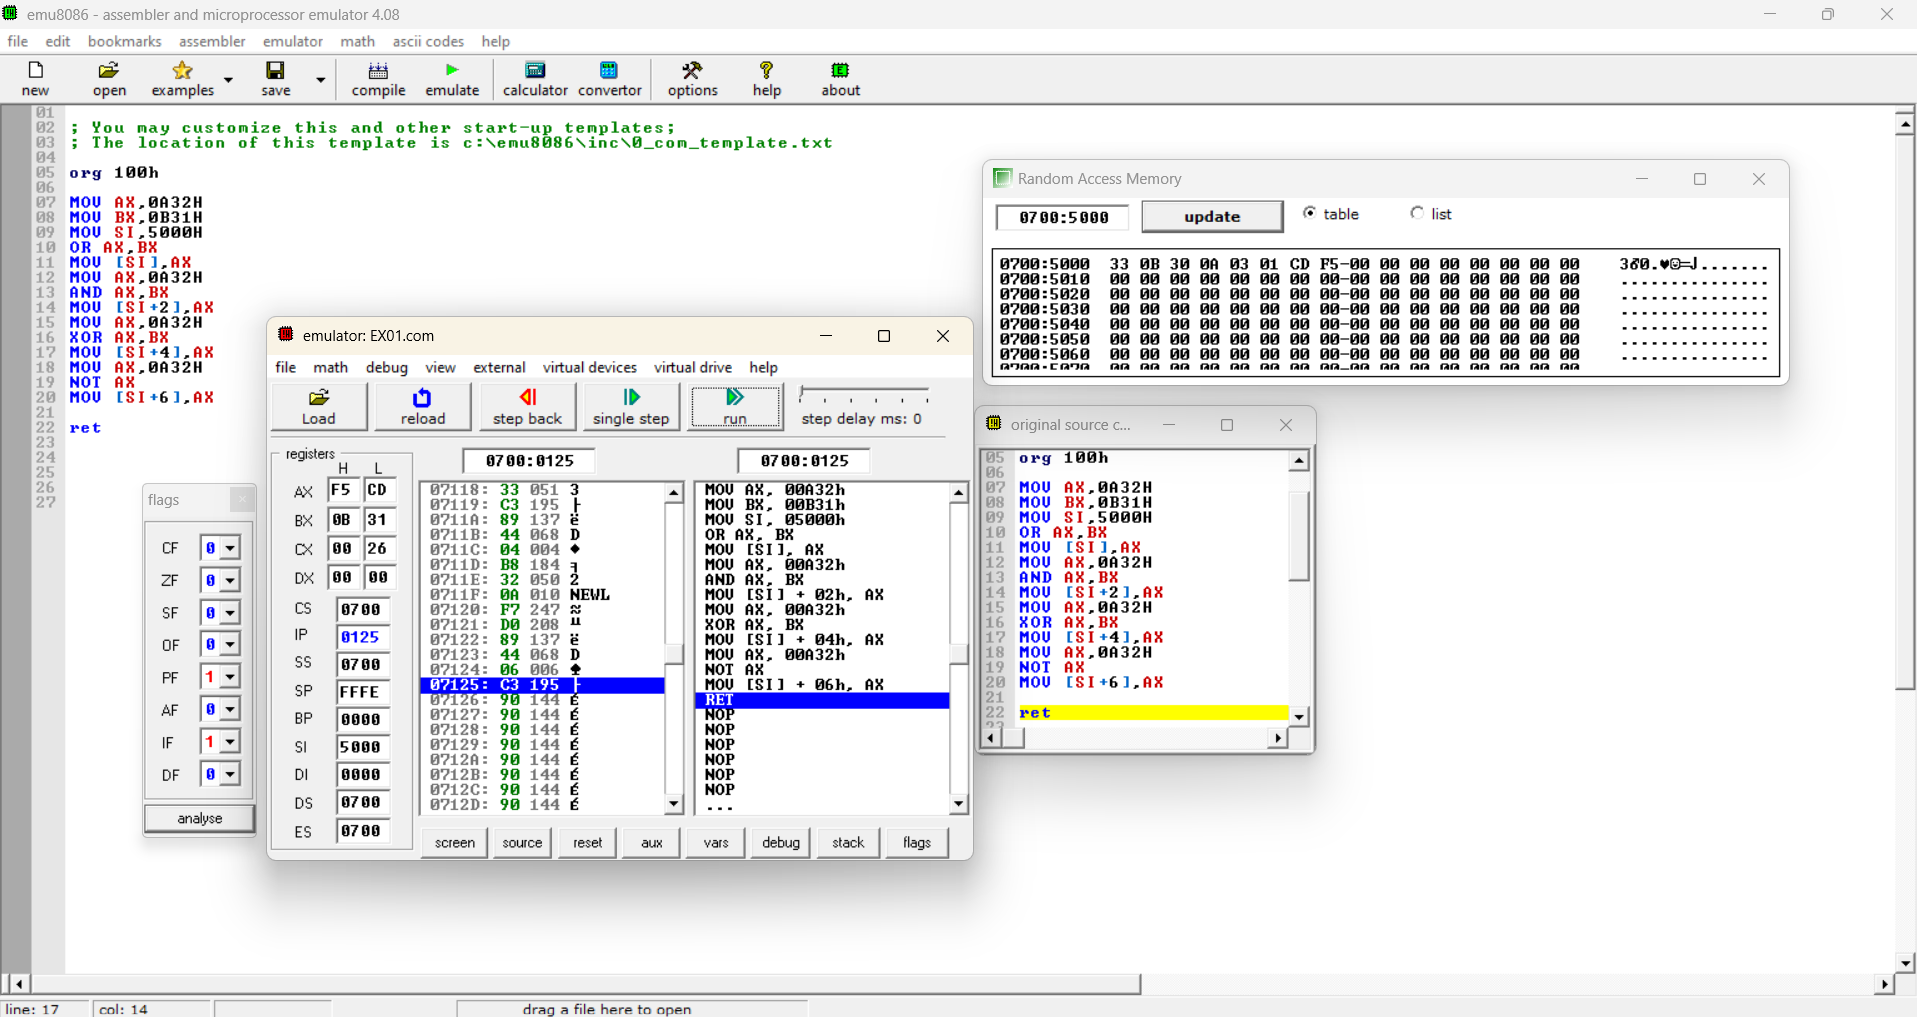 emu8086 - assembler and microprocessor emulator 4.08
file edit bookmarks assembler emulator math ascii codes help
new open examples save compile emulate calculator convertor options help about
01
02 ; You may customize this and other start-up templates;
03 ; The location of this template is c:\emu8086\inc\0_com_template.txt
04
05 org 100h
06
07 MOV AX,0A32H
08 MOV BX,0B31H
09 MOV SI,5000H
10 OR AX,BX
11 MOV [SI],AX
12 MOV AX,0A32H
13 AND AX,BX
14 MOV [SI+2],AX
15 MOV AX,0A32H
16 XOR AX,BX
17 MOV [SI+4],AX
18 MOV AX,0A32H
19 NOT AX
20 MOV [SI+6],AX
21
22 ret
23
24
25
26
27
flags
CF 0
ZF 0
SF 0
OF 0
PF 1
AF 0
IF 1
DF 0
analyse
emulator: EX01.com
file math debug view external virtual devices virtual drive help
Load reload step back single step run step delay ms: 0
registers
H L
AX F5 CD
BX 0B 31
CX 00 26
DX 00 00
CS 0700
IP 0125
SS 0700
SP FFFE
BP 0000
SI 5000
DI 0000
DS 0700
ES 0700
0700:0125
07118: 33 051 3
07119: C3 195 ├
0711A: 89 137 ë
0711B: 44 068 D
0711C: 04 004 ♦
0711D: B8 184 ╕
0711E: 32 050 2
0711F: 0A 010 NEWL
07120: F7 247 ≈
07121: D0 208 ╨
07122: 89 137 ë
07123: 44 068 D
07124: 06 006 ♠
07125: C3 195 ├
07126: 90 144 É
07127: 90 144 É
07128: 90 144 É
07129: 90 144 É
0712A: 90 144 É
0712B: 90 144 É
0712C: 90 144 É
0712D: 90 144 É
0700:0125
MOV AX, 00A32h
MOV BX, 00B31h
MOV SI, 05000h
OR AX, BX
MOV [SI], AX
MOV AX, 00A32h
AND AX, BX
MOV [SI] + 02h, AX
MOV AX, 00A32h
XOR AX, BX
MOV [SI] + 04h, AX
MOV AX, 00A32h
NOT AX
MOV [SI] + 06h, AX
RET
NOP
NOP
NOP
NOP
NOP
NOP
...
screen source reset aux vars debug stack flags
Random Access Memory
0700:5000 update table list
0700:5000 33 0B 30 0A 03 01 CD F5-00 00 00 00 00 00 00 00 3♂0.♥☺═⌡........
0700:5010 00 00 00 00 00 00 00 00-00 00 00 00 00 00 00 00 ................
0700:5020 00 00 00 00 00 00 00 00-00 00 00 00 00 00 00 00 ................
0700:5030 00 00 00 00 00 00 00 00-00 00 00 00 00 00 00 00 ................
0700:5040 00 00 00 00 00 00 00 00-00 00 00 00 00 00 00 00 ................
0700:5050 00 00 00 00 00 00 00 00-00 00 00 00 00 00 00 00 ................
0700:5060 00 00 00 00 00 00 00 00-00 00 00 00 00 00 00 00 ................
0700:5070 00 00 00 00 00 00 00 00-00 00 00 00 00 00 00 00
original source c...
05 org 100h
06
07 MOV AX,0A32H
08 MOV BX,0B31H
09 MOV SI,5000H
10 OR AX,BX
11 MOV [SI],AX
12 MOV AX,0A32H
13 AND AX,BX
14 MOV [SI+2],AX
15 MOV AX,0A32H
16 XOR AX,BX
17 MOV [SI+4],AX
18 MOV AX,0A32H
19 NOT AX
20 MOV [SI+6],AX
21
22 ret
23
line: 17 col: 14 drag a file here to open